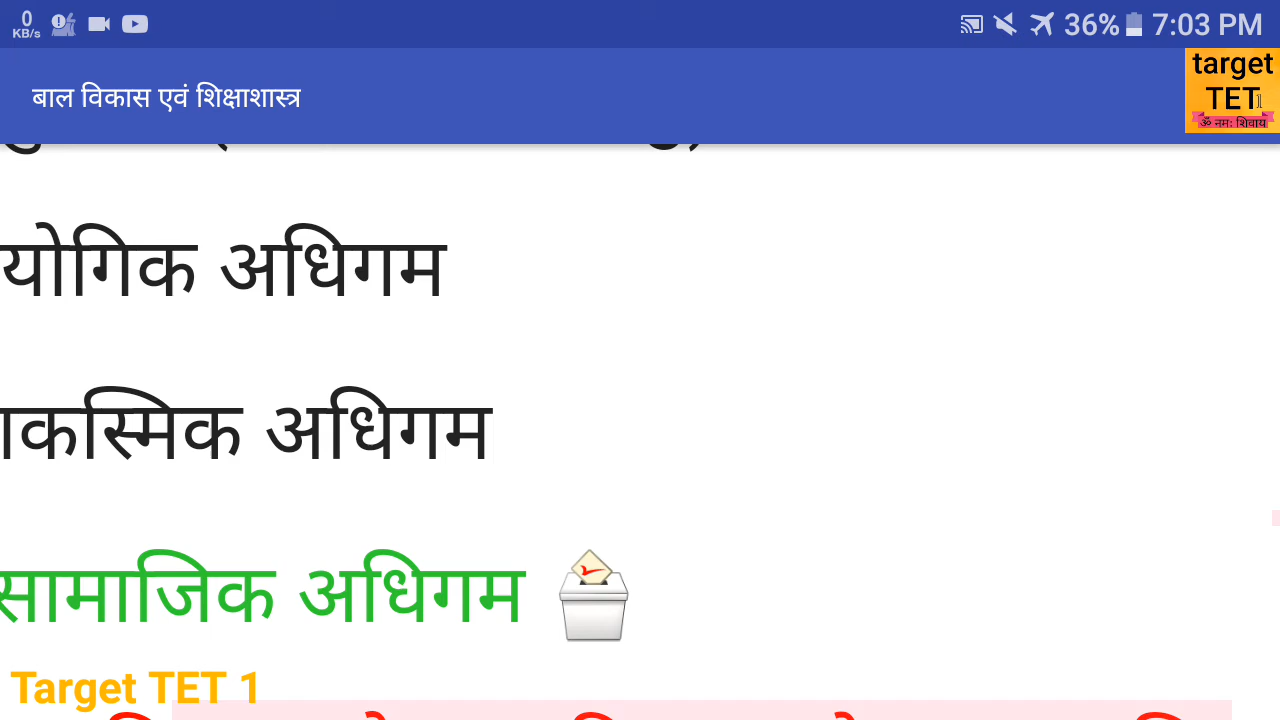 0
KB/s
36% 7:03 PM
बाल विकास एवं शिक्षाशास्त्र
target
TET1
ॐ नमः शिवाय
योगिक अधिगम
ाकस्मिक अधिगम
सामाजिक अधिगम
Target TET 1